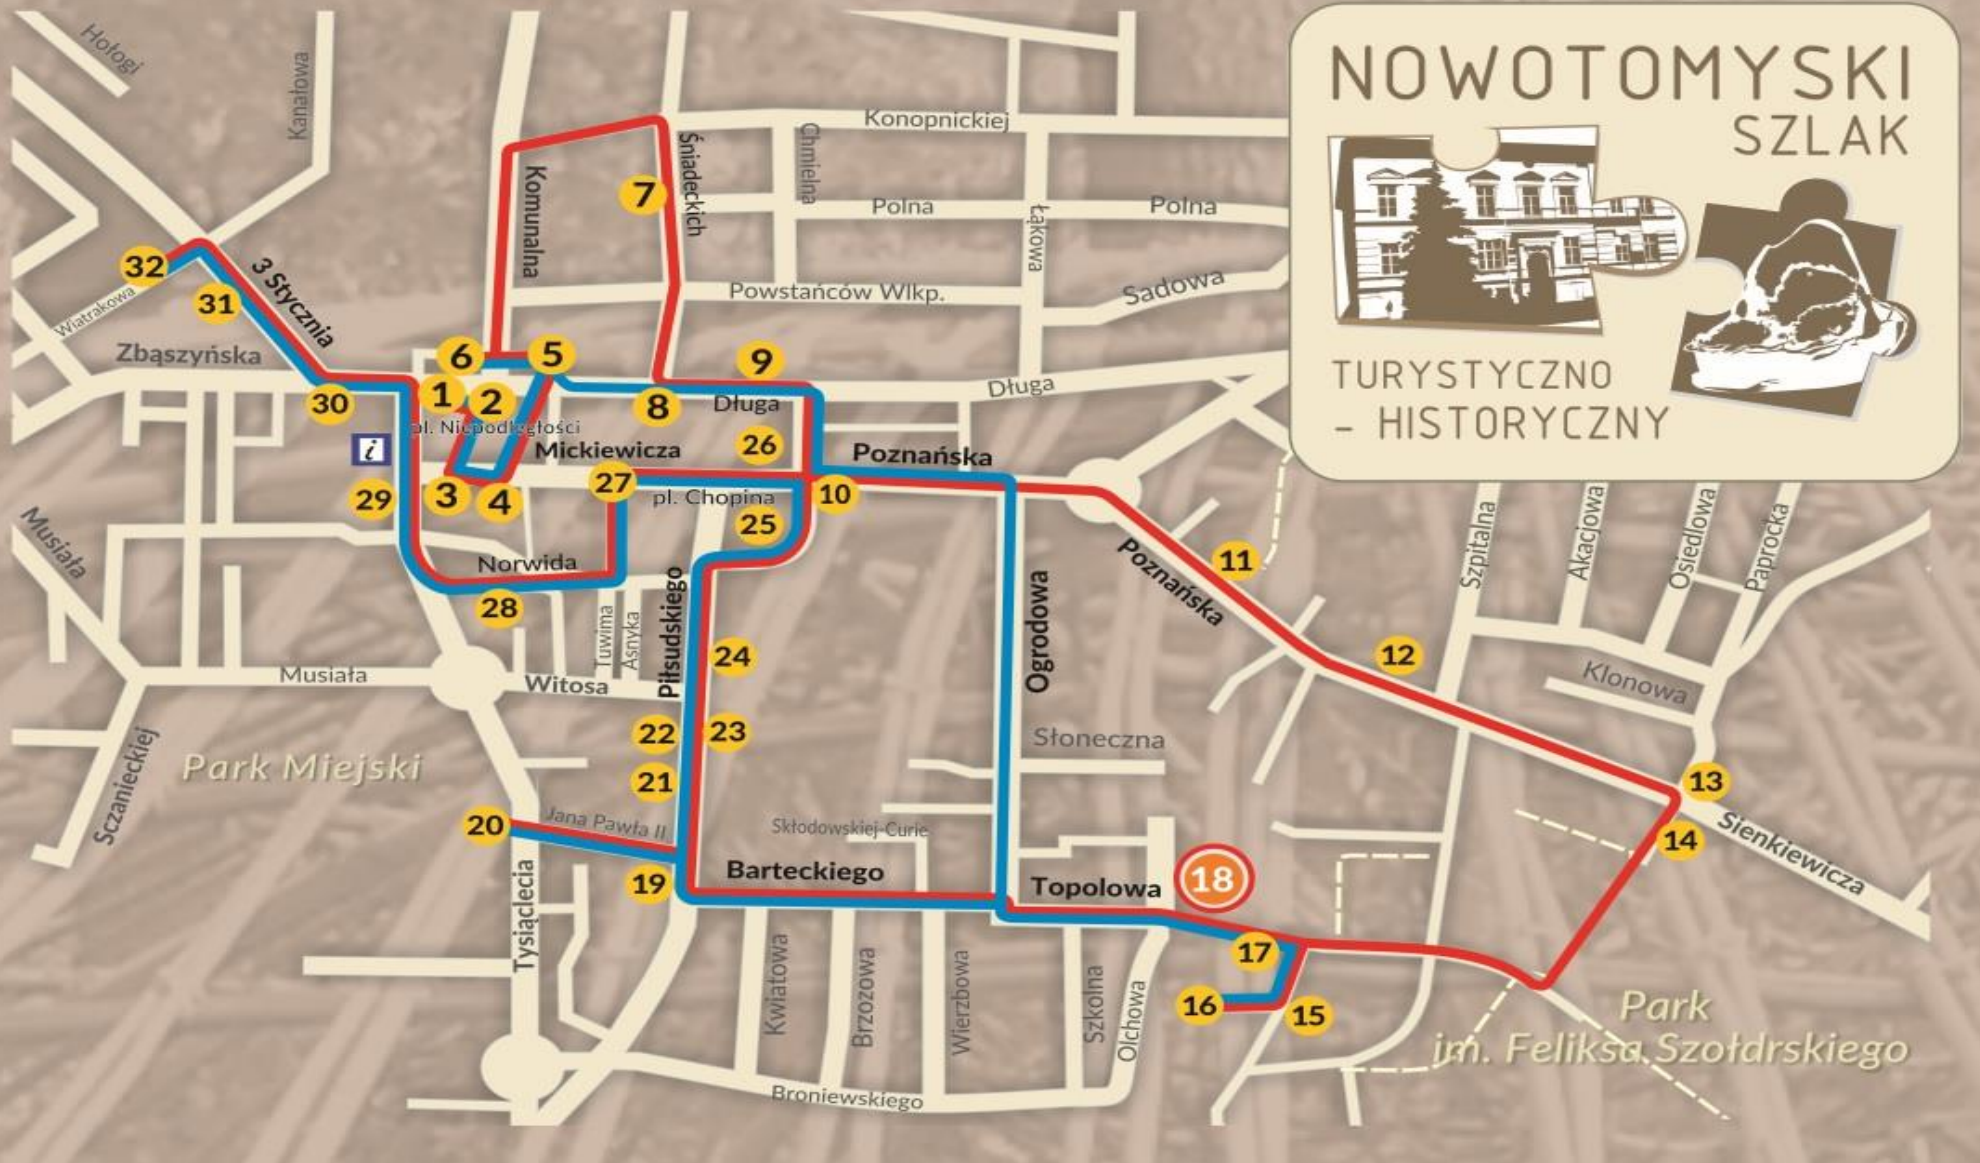 NOWOTOMYSKI
SZLAK
TURYSTYCZNO
- HISTORYCZNY
Hołogi
Kanałowa
Konopnickiej
Śniadeckich
Chmielna
Komunalna
7
Polna
Polna
Łąkowa
32
3 Stycznia
31
Wiatrakowa
Powstańców Wlkp.
Sadowa
Zbąszyńska
6
5
9
30
1
2
8
Długa
Długa
pl. Niepodległości
i
Mickiewicza
26
Poznańska
29
3
4
27
pl. Chopina
10
25
Musiała
Norwida
28
Poznańska
11
Szpitalna
Akacjowa
Osiedlowa
Paprocka
Tuwima
Asnyka
Piłsudskiego
Ogrodowa
24
12
Musiała
Witosa
Klonowa
22
23
Słoneczna
Sczanieckiej
Park Miejski
21
13
20
Jana Pawła II
Skłodowskiej-Curie
14
Sienkiewicza
19
Barteckiego
Topolowa
18
Tysiąclecia
17
16
15
Kwiatowa
Brzozowa
Wierzbowa
Szkolna
Olchowa
Park
im. Feliksa Szołdrskiego
Broniewskiego